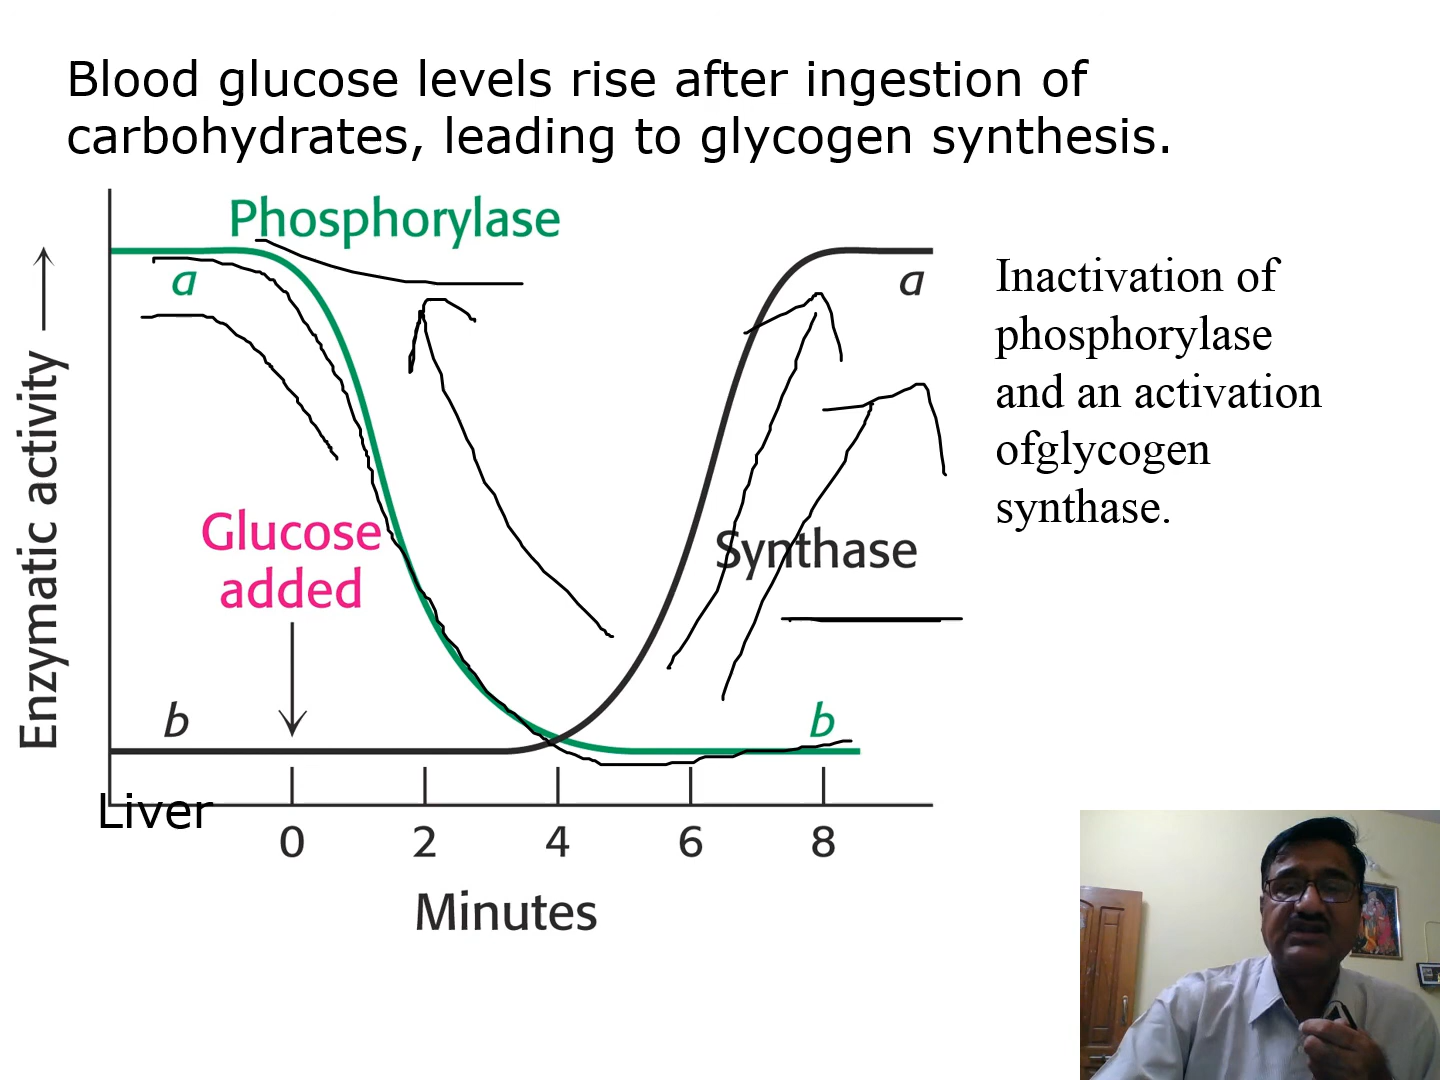 Blood glucose levels rise after ingestion of
carbohydrates, leading to glycogen synthesis.
Phosphorylase
a
a
Inactivation of
phosphorylase
and an activation
ofglycogen
synthase.
Enzymatic activity
Glucose
added
Synthase
b
b
Liver
0 2 4 6 8
Minutes